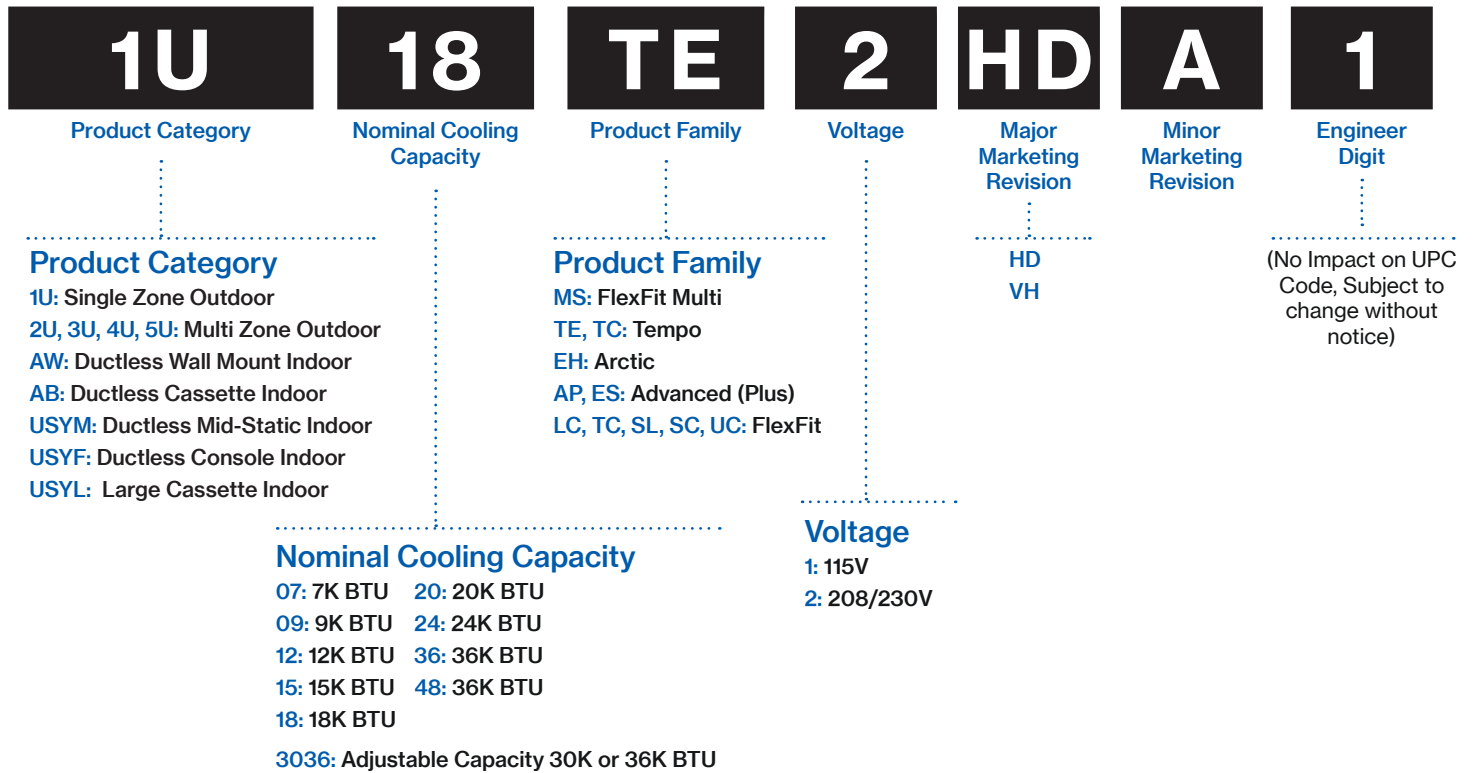 1U 18 TE 2 HD A 1
Product Category
Nominal Cooling
Capacity
Product Family
Voltage
Major
Marketing
Revision
Minor
Marketing
Revision
Engineer
Digit
Product Category
1U: Single Zone Outdoor
2U, 3U, 4U, 5U: Multi Zone Outdoor
AW: Ductless Wall Mount Indoor
AB: Ductless Cassette Indoor
USYM: Ductless Mid-Static Indoor
USYF: Ductless Console Indoor
USYL: Large Cassette Indoor
Product Family
MS: FlexFit Multi
TE, TC: Tempo
EH: Arctic
AP, ES: Advanced (Plus)
LC, TC, SL, SC, UC: FlexFit
HD
VH
(No Impact on UPC
Code, Subject to
change without
notice)
Nominal Cooling Capacity
07: 7K BTU 20: 20K BTU
09: 9K BTU 24: 24K BTU
12: 12K BTU 36: 36K BTU
15: 15K BTU 48: 36K BTU
18: 18K BTU
3036: Adjustable Capacity 30K or 36K BTU
Voltage
1: 115V
2: 208/230V